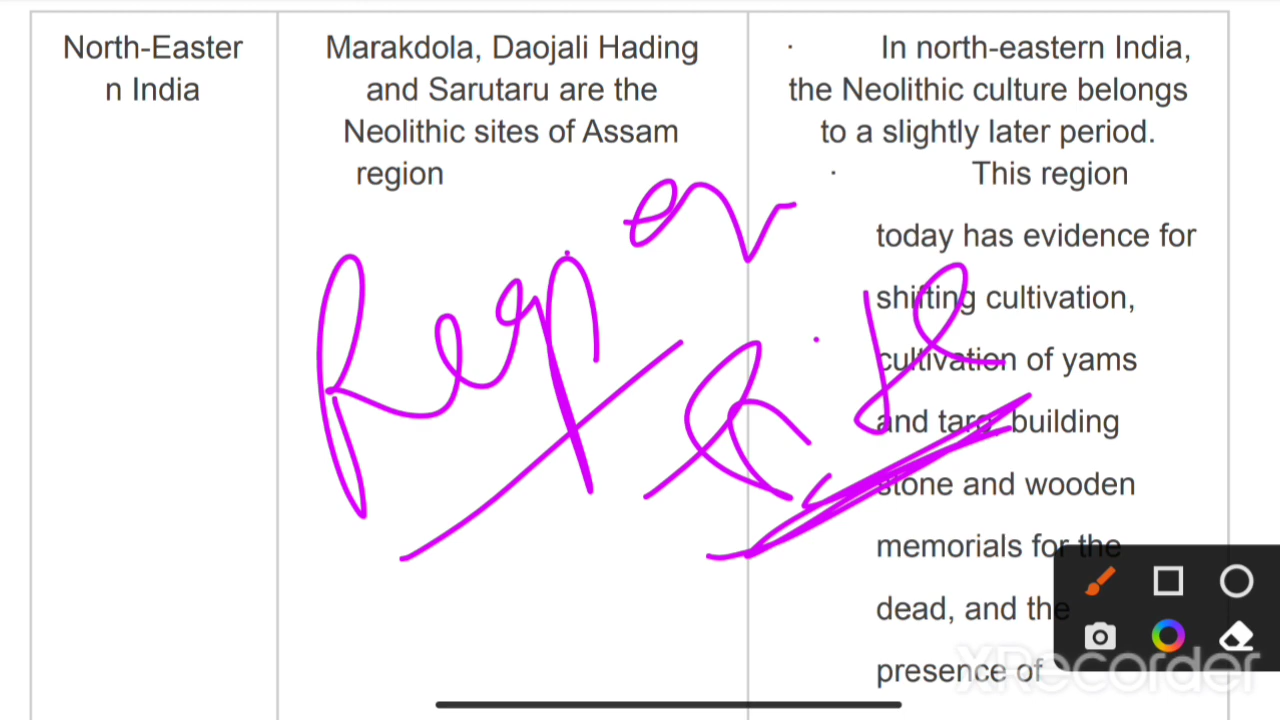 North-Easter
n India
Marakdola, Daojali Hading
and Sarutaru are the
Neolithic sites of Assam
region
· In north-eastern India,
the Neolithic culture belongs
to a slightly later period.
· This region
today has evidence for
shifting cultivation,
cultivation of yams
and taro, building
stone and wooden
memorials for the
dead, and the
presence of
XRecorder